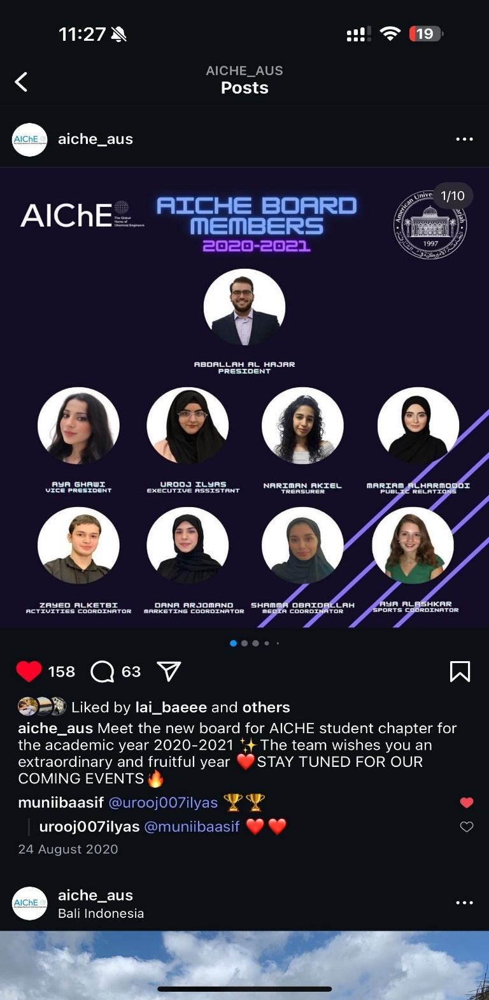 11:27
19
AICHE_AUS
Posts
AIChE
aiche_aus
1/10
AIChE
The Global
Home of
Chemical Engineers
AICHE BOARD
MEMBERS
2020-2021
1997
ABDALLAH AL HAJAR
PRESIDENT
AYA GHAWI
VICE PRESIDENT
UROOJ ILYAS
EXECUTIVE ASSISTANT
NARIMAN AKIEL
TREASURER
MARIAM ALHARMOODI
PUBLIC RELATIONS
ZAYED ALKETBI
ACTIVITIES COORDINATOR
DANA ARJOMAND
MARKETING COORDINATOR
SHAMMA OBAIDALLAH
MEDIA COORDINATOR
AYA ALASHKAR
SPORTS COORDINATOR
158
63
Liked by lai_baeee and others
aiche_aus Meet the new board for AICHE student chapter for
the academic year 2020-2021 ✨The team wishes you an
extraordinary and fruitful year ❤️STAY TUNED FOR OUR
COMING EVENTS🔥
muniibaasif @urooj007ilyas 🏆🏆
urooj007ilyas @muniibaasif ❤️❤️
24 August 2020
AIChE
aiche_aus
Bali Indonesia